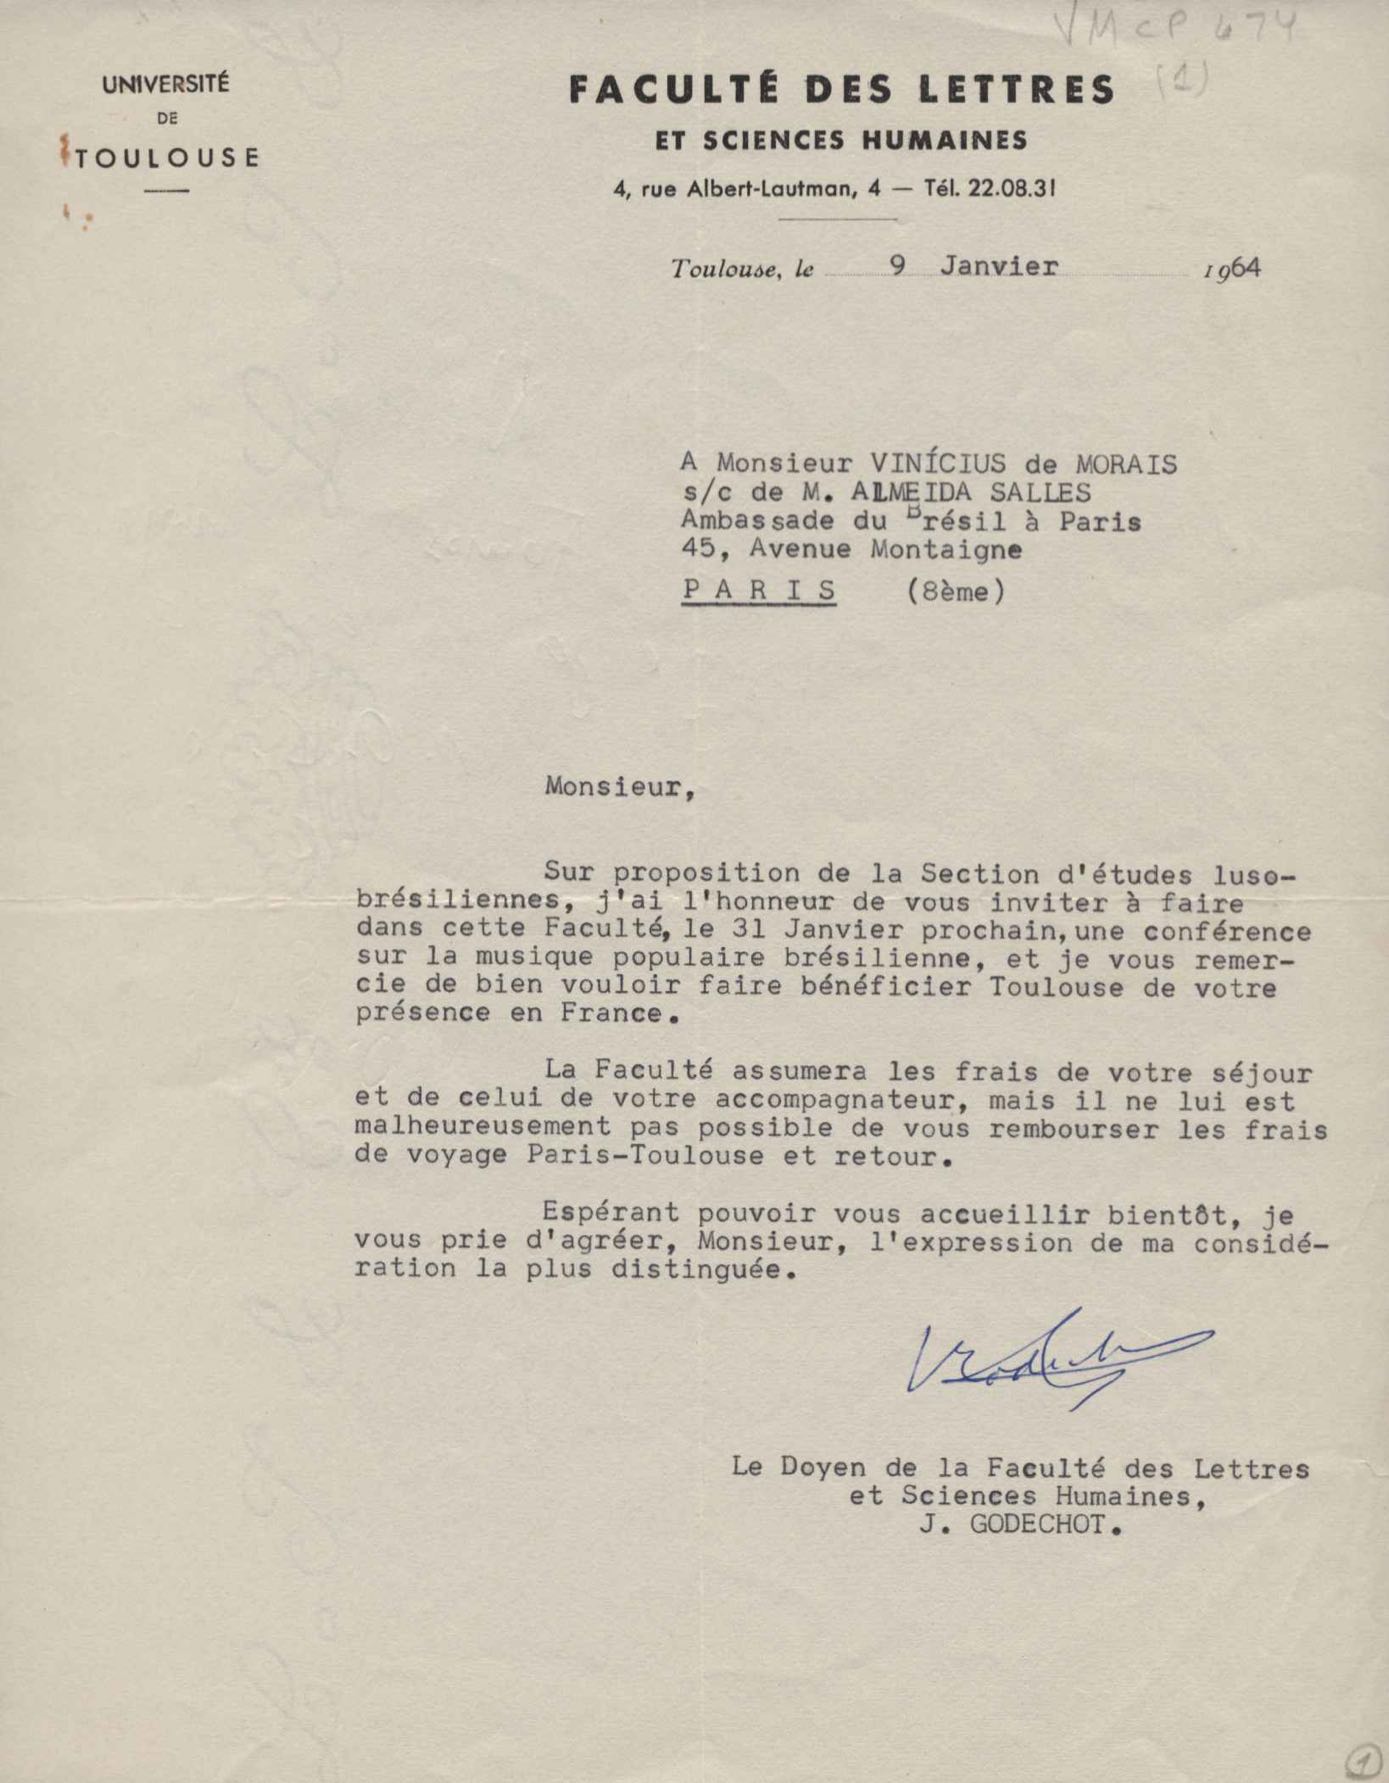 VMCP 674
(1)
UNIVERSITÉ
DE
TOULOUSE
FACULTÉ DES LETTRES
ET SCIENCES HUMAINES
4, rue Albert-Lautman, 4 — Tél. 22.08.31
Toulouse, le 9 Janvier 1964
A Monsieur VINÍCIUS de MORAIS
s/c de M. ALMEIDA SALLES
Ambassade du Brésil à Paris
45, Avenue Montaigne
P A R I S (8ème)
Monsieur,
Sur proposition de la Section d'études luso-
brésiliennes, j'ai l'honneur de vous inviter à faire
dans cette Faculté, le 31 Janvier prochain, une conférence
sur la musique populaire brésilienne, et je vous remer-
cie de bien vouloir faire bénéficier Toulouse de votre
présence en France.
La Faculté assumera les frais de votre séjour
et de celui de votre accompagnateur, mais il ne lui est
malheureusement pas possible de vous rembourser les frais
de voyage Paris-Toulouse et retour.
Espérant pouvoir vous accueillir bientôt, je
vous prie d'agréer, Monsieur, l'expression de ma considé-
ration la plus distinguée.
Le Doyen de la Faculté des Lettres
et Sciences Humaines,
J. GODECHOT.
1